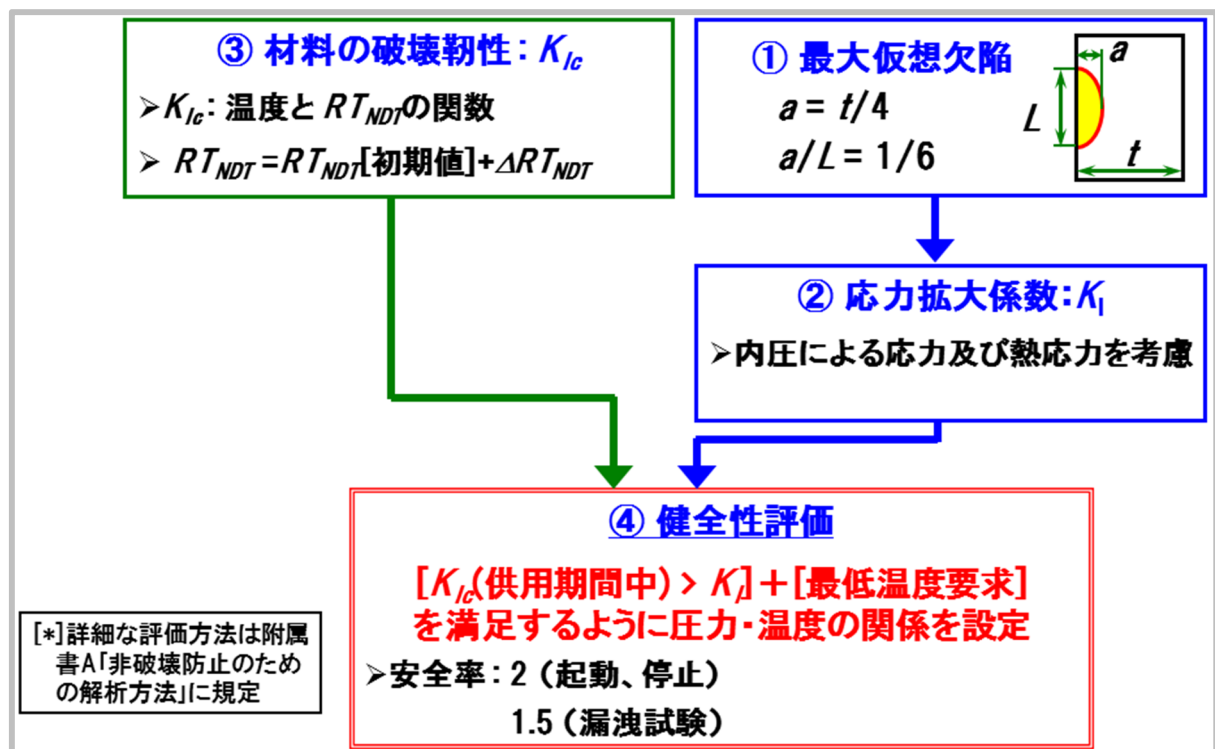 ③ 材料の破壊靭性: KIc
➢KIc: 温度と RTNDTの関数
➢ RTNDT=RTNDT[初期値]+ΔRTNDT
① 最大仮想欠陥
a = t/4
a/L = 1/6
a
L
t
② 応力拡大係数:KI
➢内圧による応力及び熱応力を考慮
④ 健全性評価
[KIc(供用期間中) > KI]+[最低温度要求]
を満足するように圧力・温度の関係を設定
➢安全率: 2 (起動、停止)
1.5 (漏洩試験)
[*]詳細な評価方法は附属
書A「非破壊防止のため
の解析方法」に規定